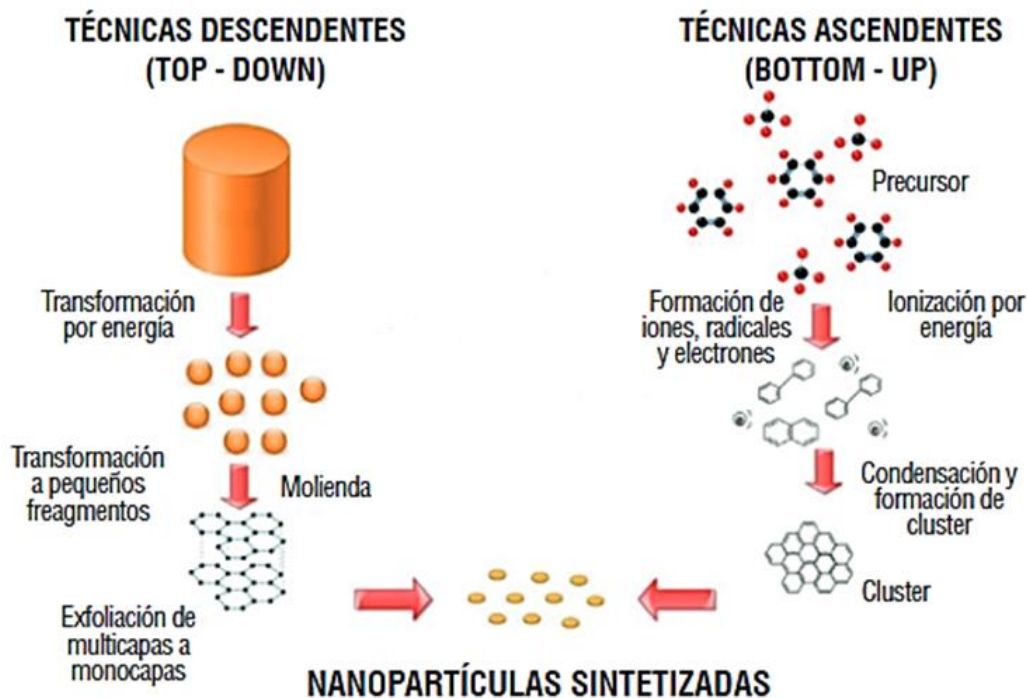 TÉCNICAS DESCENDENTES
(TOP - DOWN)
Transformación
por energía
Transformación
a pequeños
freagmentos
Molienda
Exfoliación de
multicapas a
monocapas
TÉCNICAS ASCENDENTES
(BOTTOM - UP)
Precursor
Formación de
iones, radicales
y electrones
Ionización por
energía
Condensación y
formación de
cluster
Cluster
NANOPARTÍCULAS SINTETIZADAS